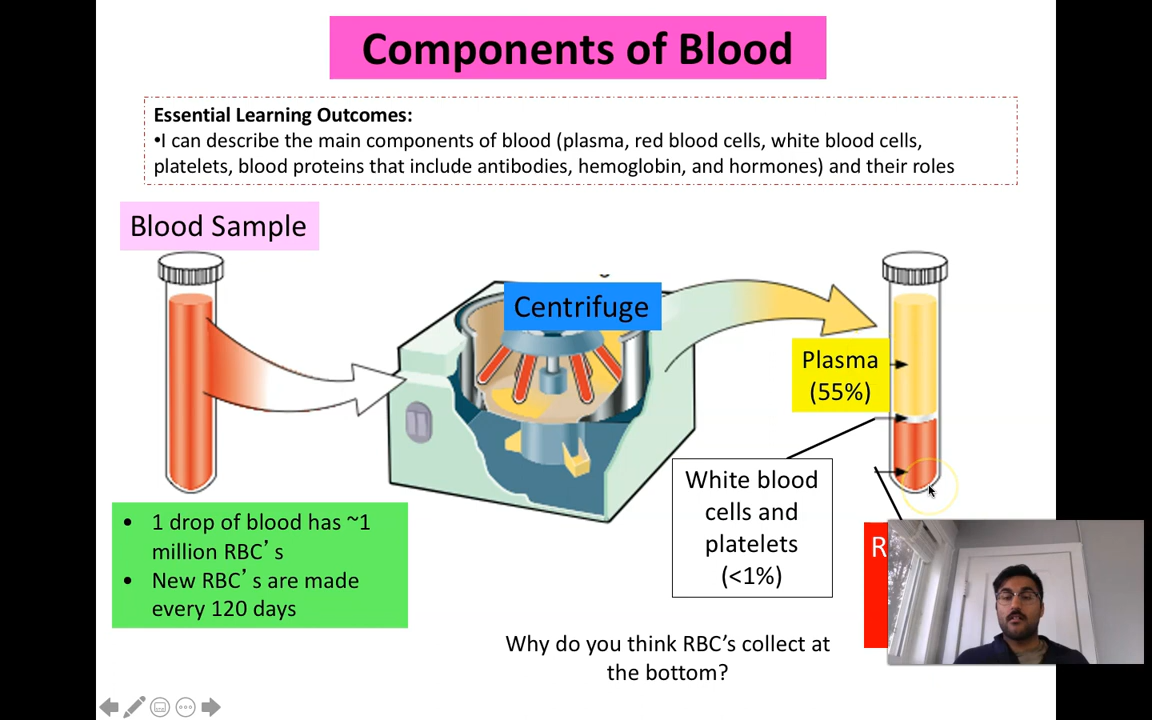 Components of Blood
Essential Learning Outcomes:
•I can describe the main components of blood (plasma, red blood cells, white blood cells,
platelets, blood proteins that include antibodies, hemoglobin, and hormones) and their roles
Blood Sample
Centrifuge
Plasma
(55%)
White blood
cells and
platelets
(<1%)
R
• 1 drop of blood has ~1
million RBC’s
• New RBC’s are made
every 120 days
Why do you think RBC’s collect at
the bottom?